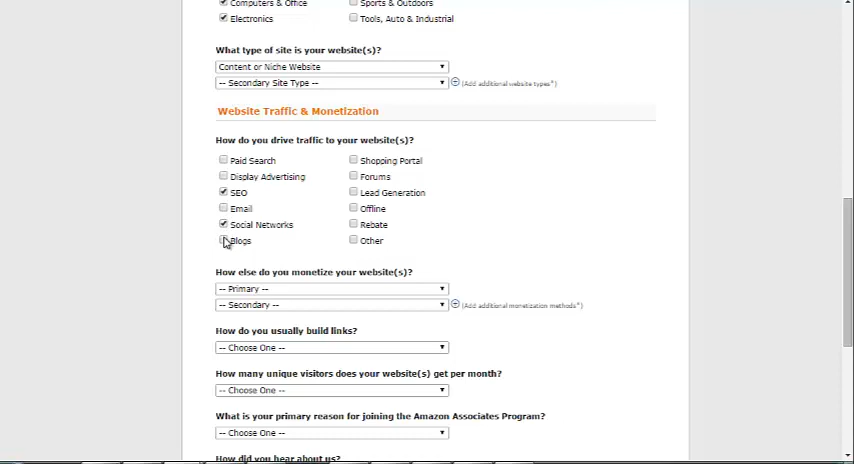 Computers & Office
Sports & Outdoors
Electronics
Tools, Auto & Industrial
What type of site is your website(s)?
Content or Niche Website
-- Secondary Site Type --
(Add additional website types*)
Website Traffic & Monetization
How do you drive traffic to your website(s)?
Paid Search
Shopping Portal
Display Advertising
Forums
SEO
Lead Generation
Email
Offline
Social Networks
Rebate
Blogs
Other
How else do you monetize your website(s)?
-- Primary --
-- Secondary --
(Add additional monetization methods*)
How do you usually build links?
-- Choose One --
How many unique visitors does your website(s) get per month?
-- Choose One --
What is your primary reason for joining the Amazon Associates Program?
-- Choose One --
How did you hear about us?